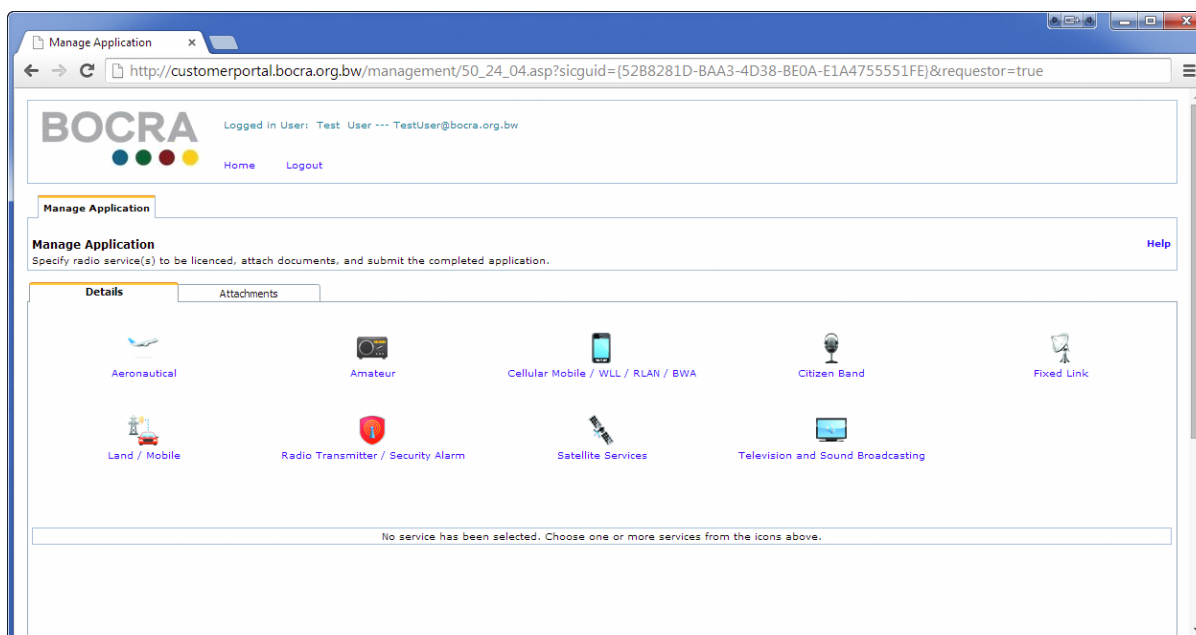 Manage Application
http://customerportal.bocra.org.bw/management/50_24_04.asp?sicguid={52B8281D-BAA3-4D38-BE0A-E1A4755551FE}&requestor=true
BOCRA
Logged in User: Test User --- TestUser@bocra.org.bw
Home Logout
Manage Application
Manage Application
Help
Specify radio service(s) to be licenced, attach documents, and submit the completed application.
Details Attachments
Aeronautical Amateur Cellular Mobile / WLL / RLAN / BWA Citizen Band Fixed Link
Land / Mobile Radio Transmitter / Security Alarm Satellite Services Television and Sound Broadcasting
No service has been selected. Choose one or more services from the icons above.